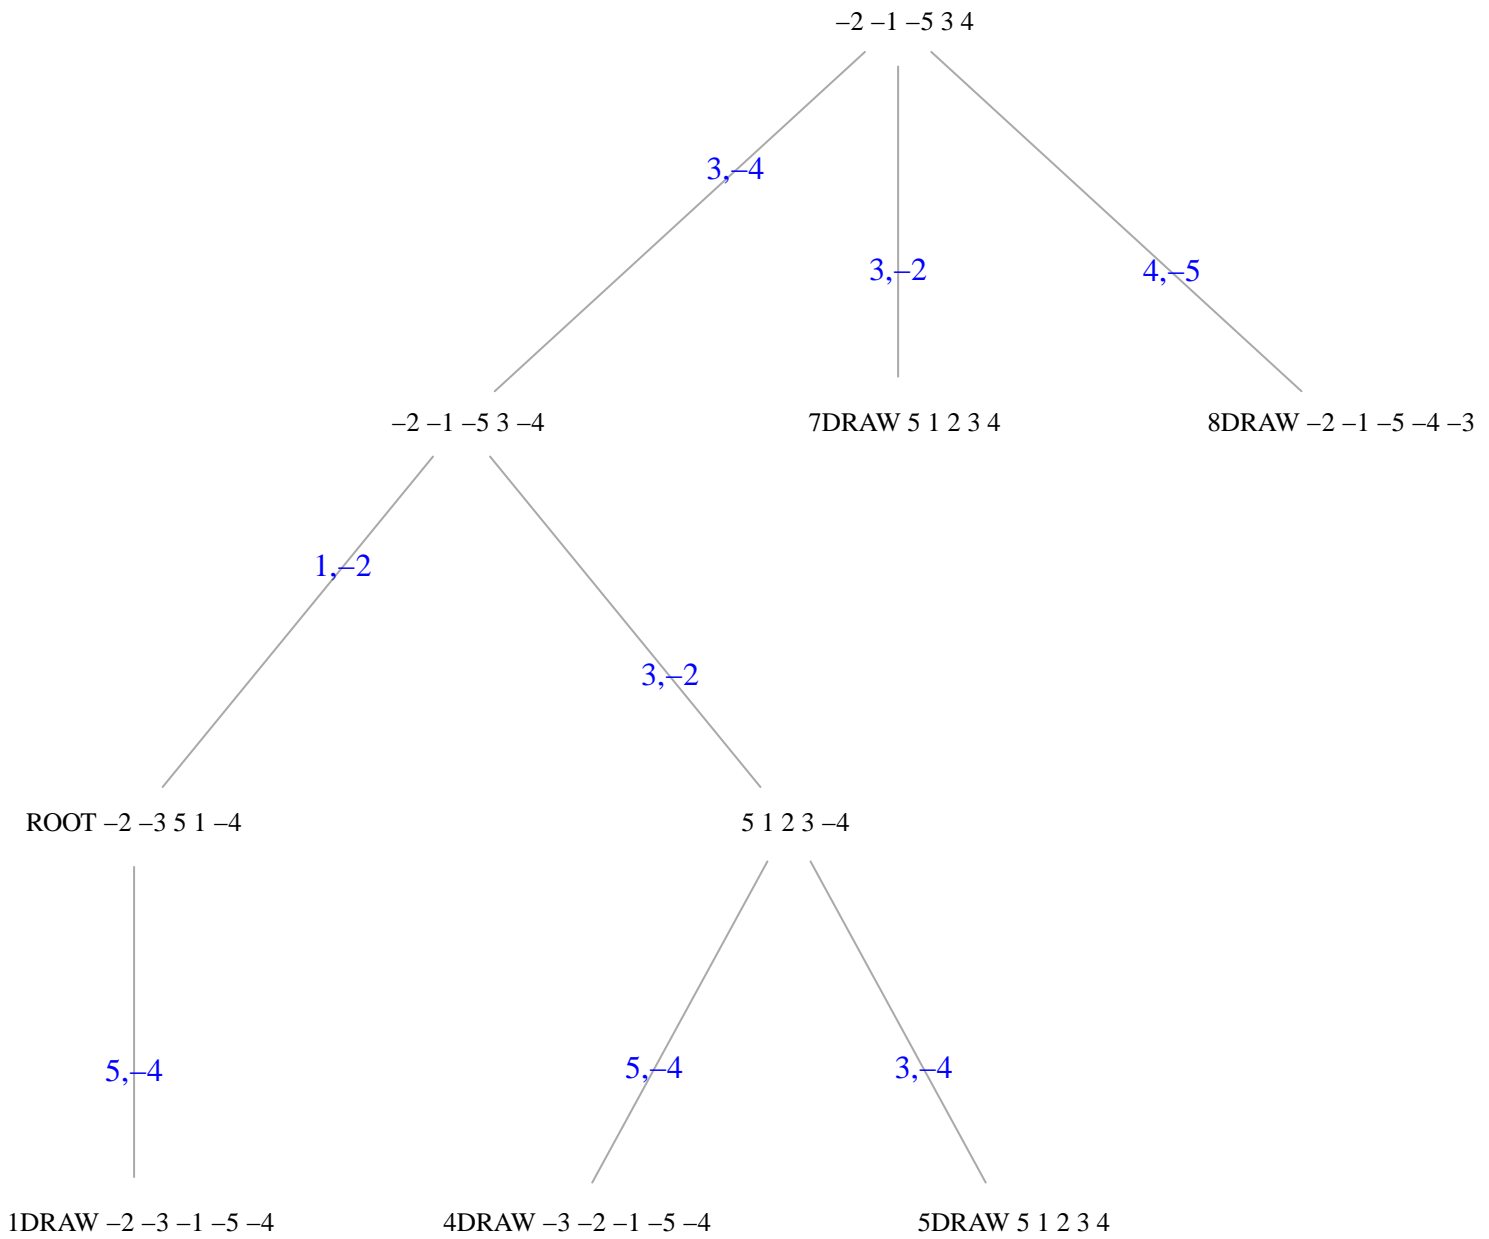 –2 –1 –5 3 4
3,–4
3,–2
4,–5
–2 –1 –5 3 –4
7DRAW 5 1 2 3 4
8DRAW –2 –1 –5 –4 –3
1,–2
3,–2
ROOT –2 –3 5 1 –4
5 1 2 3 –4
5,–4
5,–4
3,–4
1DRAW –2 –3 –1 –5 –4
4DRAW –3 –2 –1 –5 –4
5DRAW 5 1 2 3 4